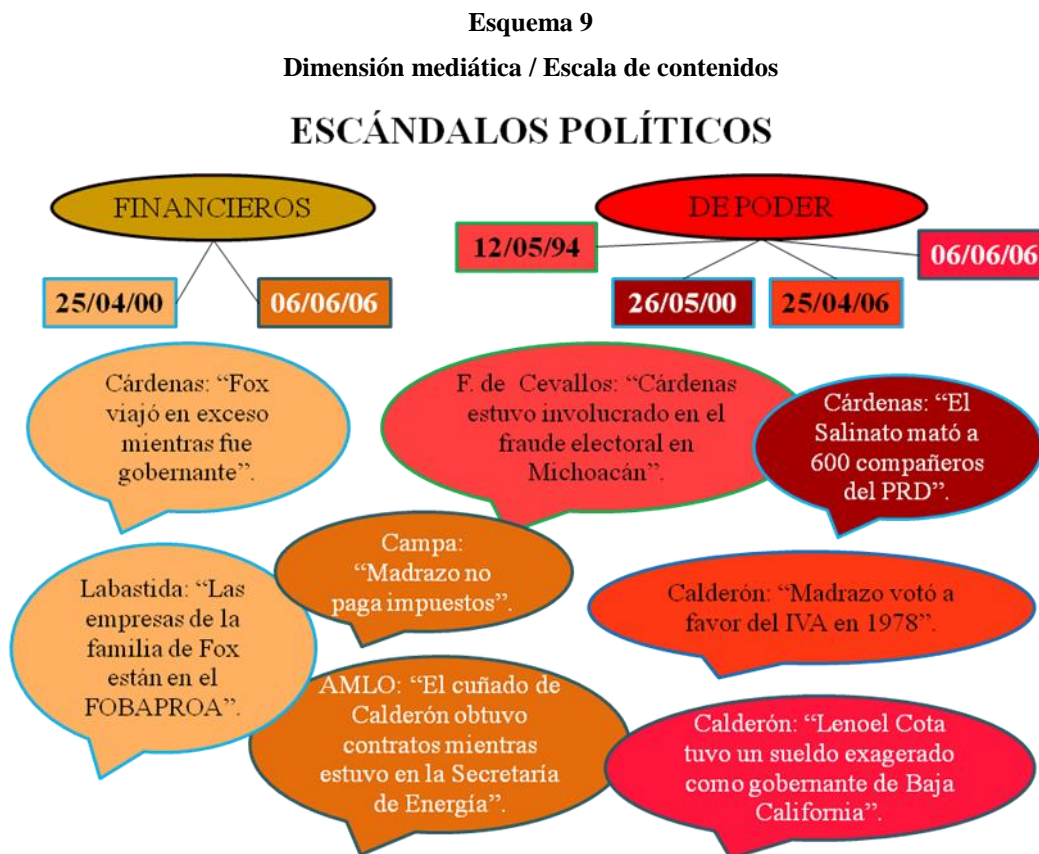 Esquema 9
Dimensión mediática / Escala de contenidos
ESCÁNDALOS POLÍTICOS
FINANCIEROS
DE PODER
12/05/94
06/06/06
25/04/00
06/06/06
26/05/00
25/04/06
Cárdenas: “Fox
viajó en exceso
mientras fue
gobernante”.
F. de Cevallos: “Cárdenas
estuvo involucrado en el
fraude electoral en
Michoacán”.
Cárdenas: “El
Salinato mató a
600 compañeros
del PRD”.
Campa:
“Madrazo no
paga impuestos”.
Labastida: “Las
empresas de la
familia de Fox
están en el
FOBAPROA”.
Calderón: “Madrazo votó a
favor del IVA en 1978”.
AMLO: “El cuñado de
Calderón obtuvo
contratos mientras
estuvo en la Secretaría
de Energía”.
Calderón: “Lenoel Cota
tuvo un sueldo exagerado
como gobernante de Baja
California”.